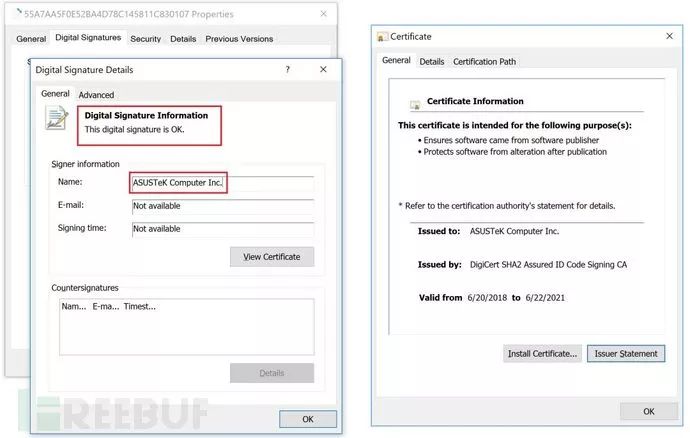 55A7AA5F0E52BA4D78C145811C830107 Properties
General Digital Signatures Security Details Previous Versions
Digital Signature Details
General Advanced
Digital Signature Information
This digital signature is OK.
Signer information
Name: ASUSTeK Computer Inc.
E-mail: Not available
Signing time: Not available
View Certificate
Countersignatures
Nam... E-ma... Timest...
Details
OK
Certificate
General Details Certification Path
Certificate Information
This certificate is intended for the following purpose(s):
• Ensures software came from software publisher
• Protects software from alteration after publication
* Refer to the certification authority's statement for details.
Issued to: ASUSTeK Computer Inc.
Issued by: DigiCert SHA2 Assured ID Code Signing CA
Valid from 6/20/2018 to 6/22/2021
Install Certificate... Issuer Statement
OK
REEBUF